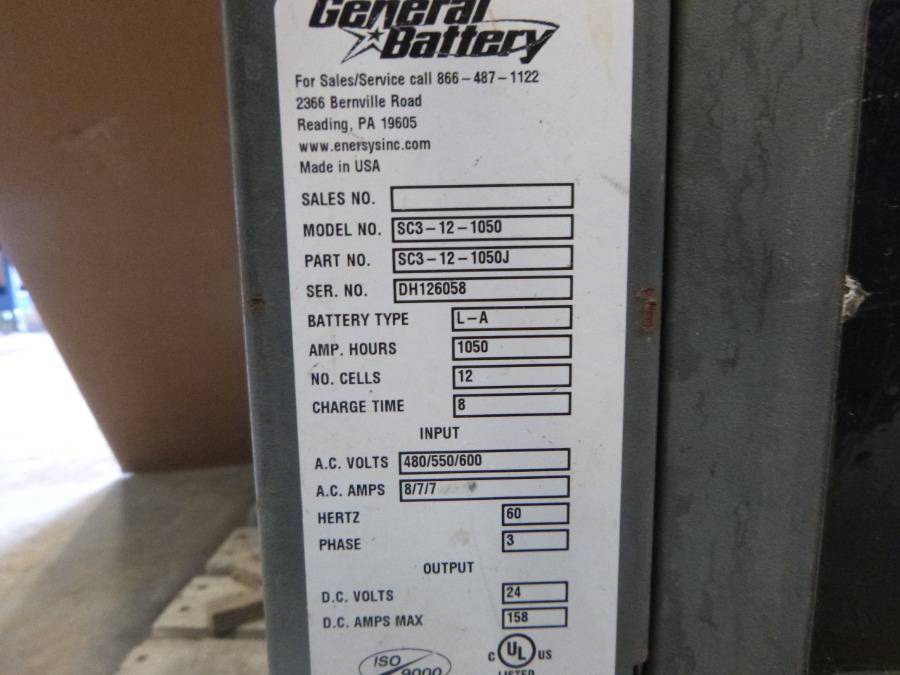 General
Battery
For Sales/Service call 866-487-1122
2366 Bernville Road
Reading, PA 19605
www.enersysinc.com
Made in USA
SALES NO.
MODEL NO. SC3-12-1050
PART NO. SC3-12-1050J
SER. NO. DH126058
BATTERY TYPE L-A
AMP. HOURS 1050
NO. CELLS 12
CHARGE TIME 8
INPUT
A.C. VOLTS 480/550/600
A.C. AMPS 8/7/7
HERTZ 60
PHASE 3
OUTPUT
D.C. VOLTS 24
D.C. AMPS MAX 158
ISO 9000
C UL US
LISTED